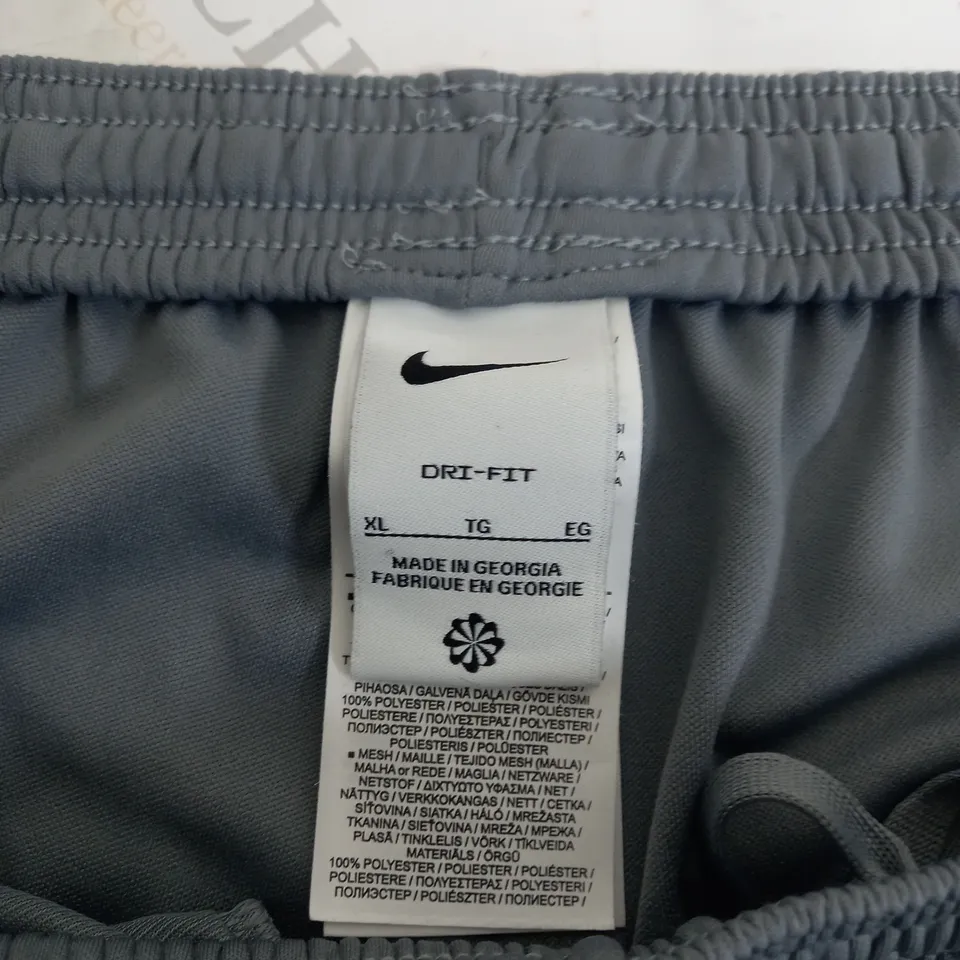 DRI-FIT
XL TG EG
MADE IN GEORGIA
FABRIQUE EN GEORGIE
PIHAOSA / GALVENĀ DAĻA / GÖVDE KISMI
100% POLYESTER / POLIESTER / POLIÉSTER /
POLIESTERE / ΠΟΛΥΕΣΤΕΡΑΣ / POLYESTERI /
ПОЛИЭСТЕР / POLIÉSZTER / ПОЛИЕСТЕР /
POLIESTERIS / POLÜESTER
■ MESH / MAILLE / TEJIDO MESH (MALLA) /
MALHA or REDE / MAGLIA / NETZWARE /
NETSTOF / ΔΙΧΤΥΩΤΟ ΥΦΑΣΜΑ / NET /
NÄTTYG / VERKKOKANGAS / NETT / СЕТКА /
SÍŤOVINA / SIATKA / HÁLÓ / MREŽASTA
TKANINA / SIEŤOVINA / MREŽA / МРЕЖА /
PLASĂ / TINKLELIS / VÕRK / TĪKLVEIDA
MATERIĀLS / ÖRGÜ
100% POLYESTER / POLIESTER / POLIÉSTER /
POLIESTERE / ΠΟΛΥΕΣΤΕΡΑΣ / POLYESTERI /
ПОЛИЭСТЕР / POLIÉSZTER / ПОЛИЕСТЕР /